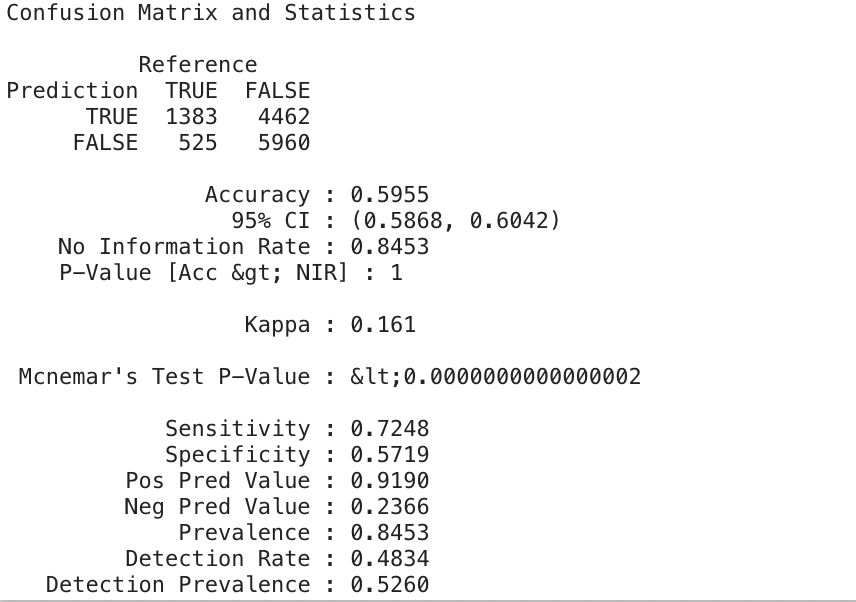 Confusion Matrix and Statistics
Reference
Prediction TRUE FALSE
TRUE 1383 4462
FALSE 525 5960
Accuracy : 0.5955
95% CI : (0.5868, 0.6042)
No Information Rate : 0.8453
P-Value [Acc &gt; NIR] : 1
Kappa : 0.161
Mcnemar's Test P-Value : &lt;0.0000000000000002
Sensitivity : 0.7248
Specificity : 0.5719
Pos Pred Value : 0.9190
Neg Pred Value : 0.2366
Prevalence : 0.8453
Detection Rate : 0.4834
Detection Prevalence : 0.5260